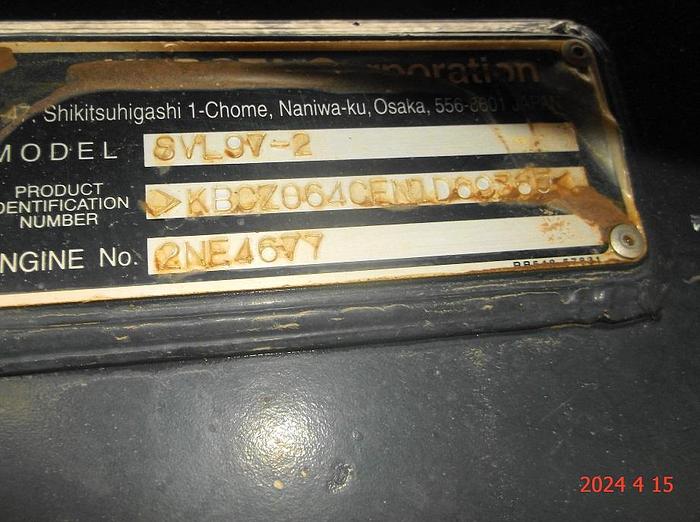 Corporation
47, Shikitsuhigashi 1-Chome, Naniwa-ku, Osaka, 556-8601 JAPAN
MODEL SVL97-2
PRODUCT
IDENTIFICATION
NUMBER
ENGINE No. 2NE4677
2024 4 15